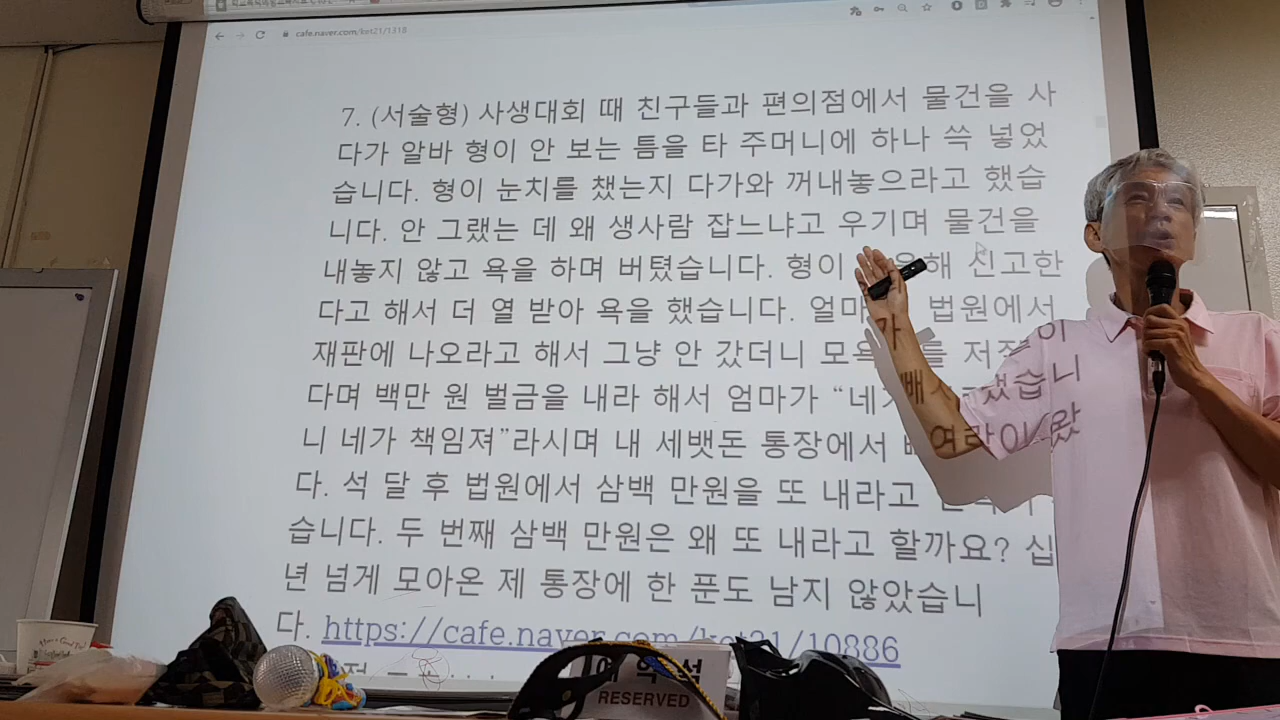 cafe.naver.com/ket21/1318
7. (서술형) 사생대회 때 친구들과 편의점에서 물건을 사
다가 알바 형이 안 보는 틈을 타 주머니에 하나 쓱 넣었
습니다. 형이 눈치를 챘는지 다가와 꺼내놓으라고 했습
니다. 안 그랬는 데 왜 생사람 잡느냐고 우기며 물건을
내놓지 않고 욕을 하며 버텼습니다. 형이 신고한
다고 해서 더 열 받아 욕을 했습니다. 법원에서
재판에 나오라고 해서 그냥 안 갔더니
다며 백만 원 벌금을 내라 해서 엄마가
니 네가 책임져”라시며 내 세뱃돈 통장에서
다. 석 달 후 법원에서 삼백 만원을 또 내라고
습니다. 두 번째 삼백 만원은 왜 또 내라고 할까요? 십
년 넘게 모아온 제 통장에 한 푼도 남지 않았습니
다. https://cafe.naver.com/ket21/10886
RESERVED